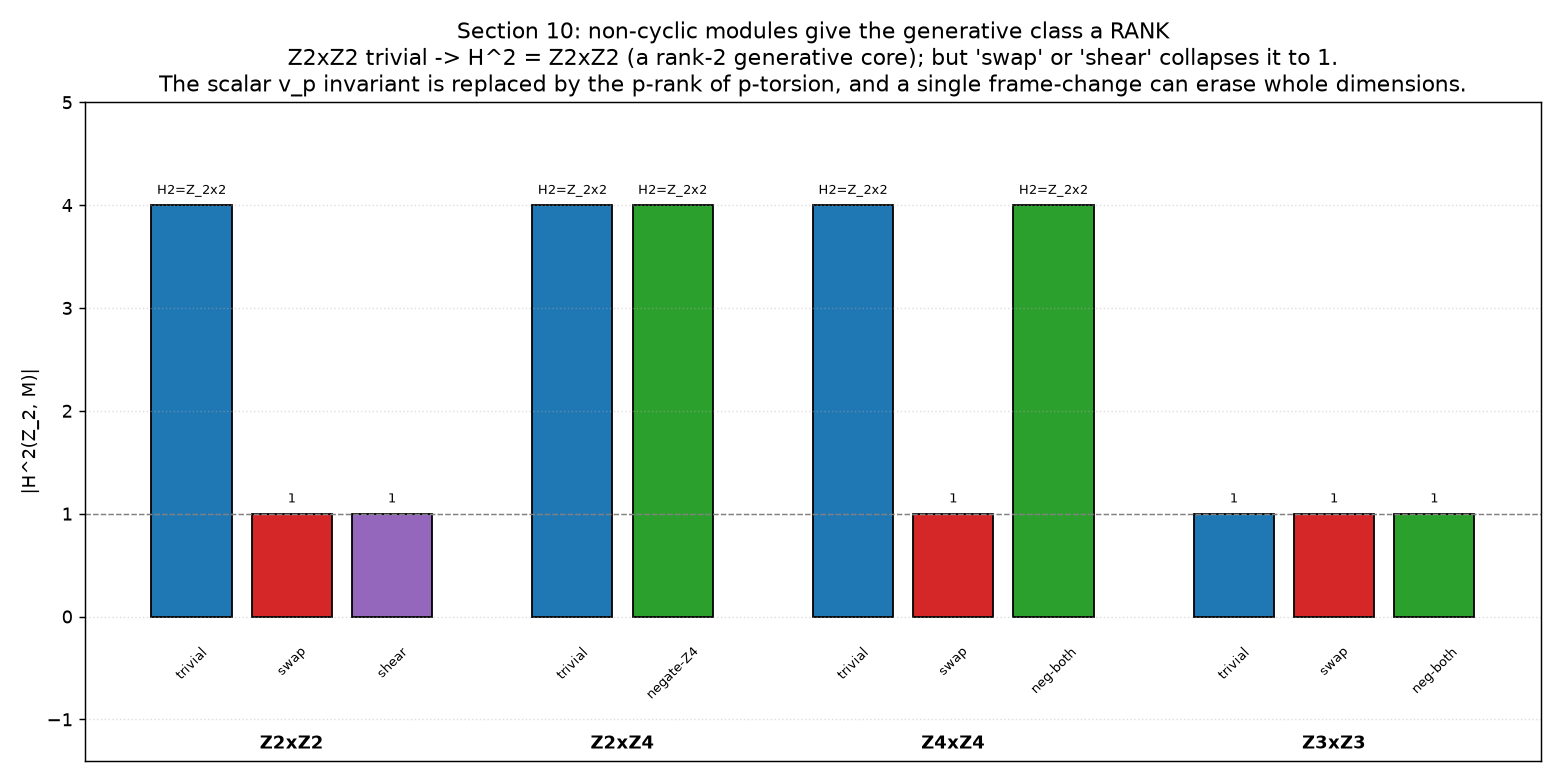 Section 10: non-cyclic modules give the generative class a RANK
Z2xZ2 trivial -> H^2 = Z2xZ2 (a rank-2 generative core); but 'swap' or 'shear' collapses it to 1.
The scalar v_p invariant is replaced by the p-rank of p-torsion, and a single frame-change can erase whole dimensions.
|H^2(Z_2, M)|
5
4
3
2
1
0
−1
H2=Z_2x2
1
1
H2=Z_2x2
H2=Z_2x2
H2=Z_2x2
1
H2=Z_2x2
1
1
1
trivial
swap
shear
trivial
negate-Z4
trivial
swap
neg-both
trivial
swap
neg-both
Z2xZ2
Z2xZ4
Z4xZ4
Z3xZ3